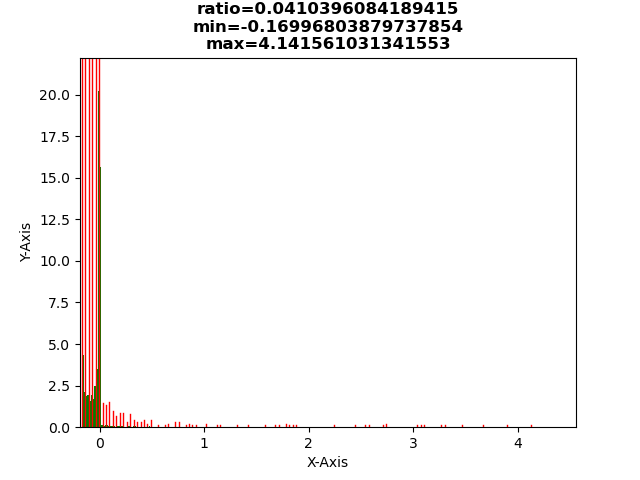 ratio=0.0410396084189415
min=-0.16996803879737854
max=4.141561031341553
20.0
17.5
15.0
12.5
10.0
7.5
5.0
2.5
0.0
Y-Axis
0 1 2 3 4
X-Axis